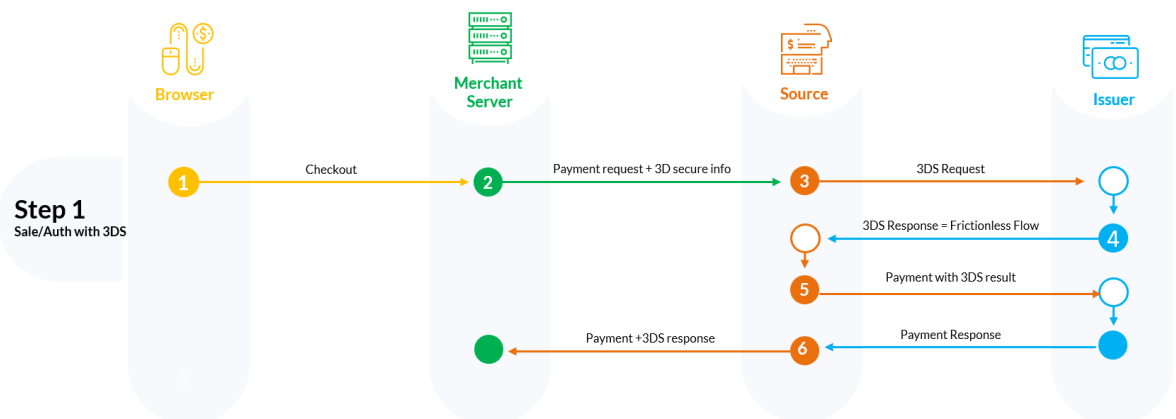 Browser
Merchant
Server
Source
Issuer
Step 1
Sale/Auth with 3DS
1
Checkout
2
Payment request + 3D secure info
3
3DS Request
3DS Response = Frictionless Flow
4
5
Payment with 3DS result
Payment +3DS response
6
Payment Response
3